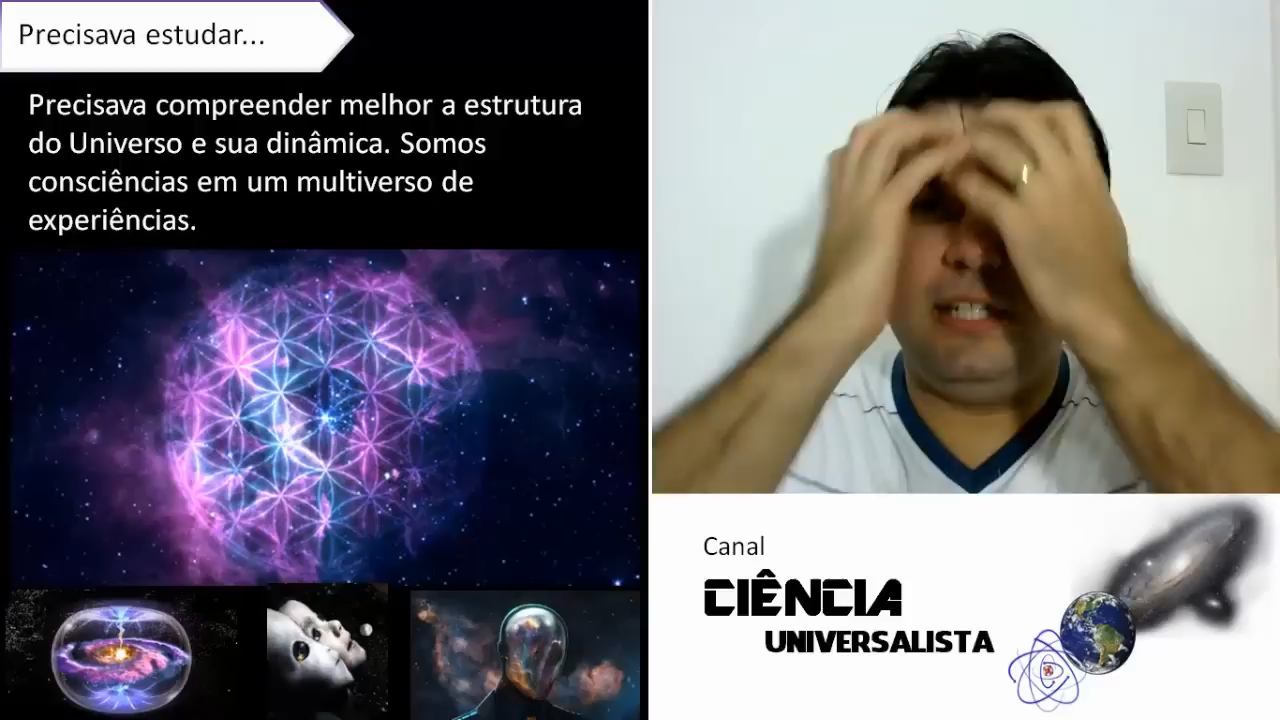 Precisava estudar...
Precisava compreender melhor a estrutura
do Universo e sua dinâmica. Somos
consciências em um multiverso de
experiências.
Canal
CIÊNCIA
UNIVERSALISTA